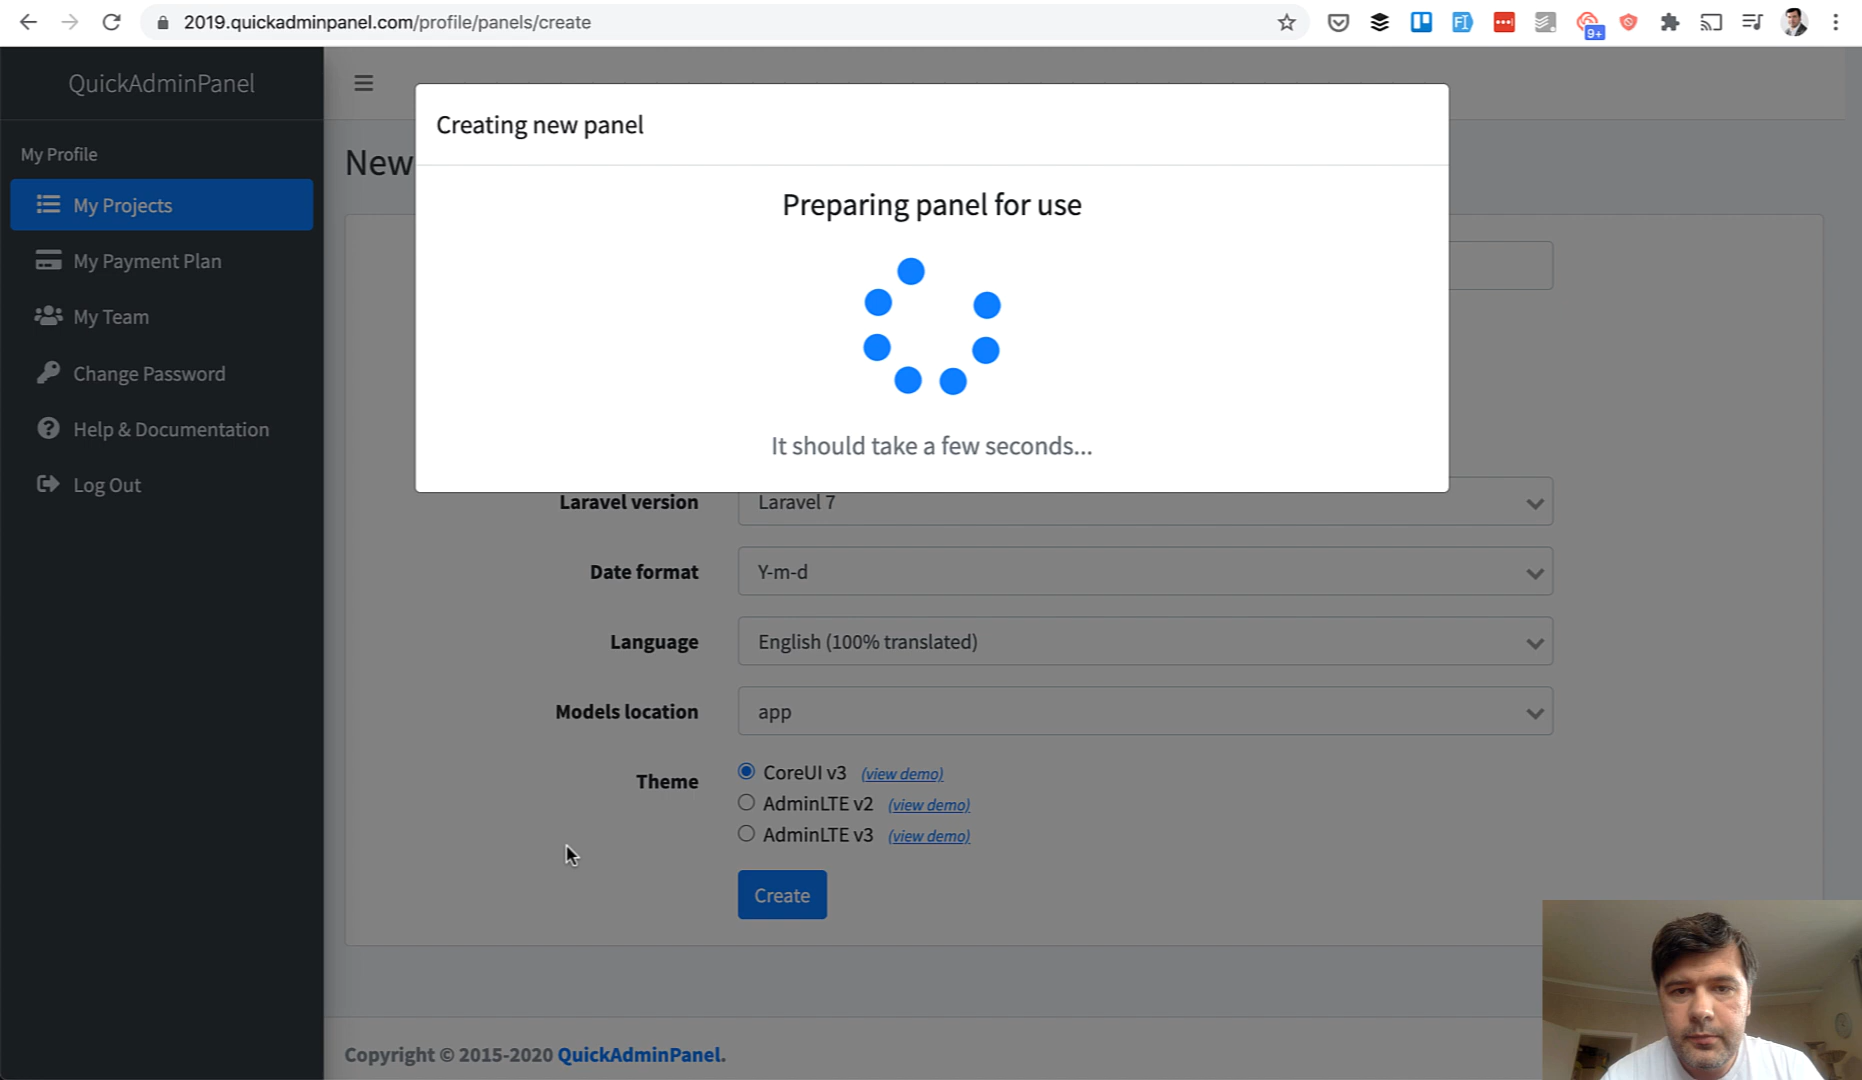 2019.quickadminpanel.com/profile/panels/create
9+
QuickAdminPanel
Creating new panel
My Profile
New
My Projects
Preparing panel for use
My Payment Plan
My Team
Change Password
Help & Documentation
It should take a few seconds...
Log Out
Laravel version
Laravel 7
Date format
Y-m-d
Language
English (100% translated)
Models location
app
Theme
CoreUI v3 (view demo)
AdminLTE v2 (view demo)
AdminLTE v3 (view demo)
Create
Copyright © 2015-2020 QuickAdminPanel.